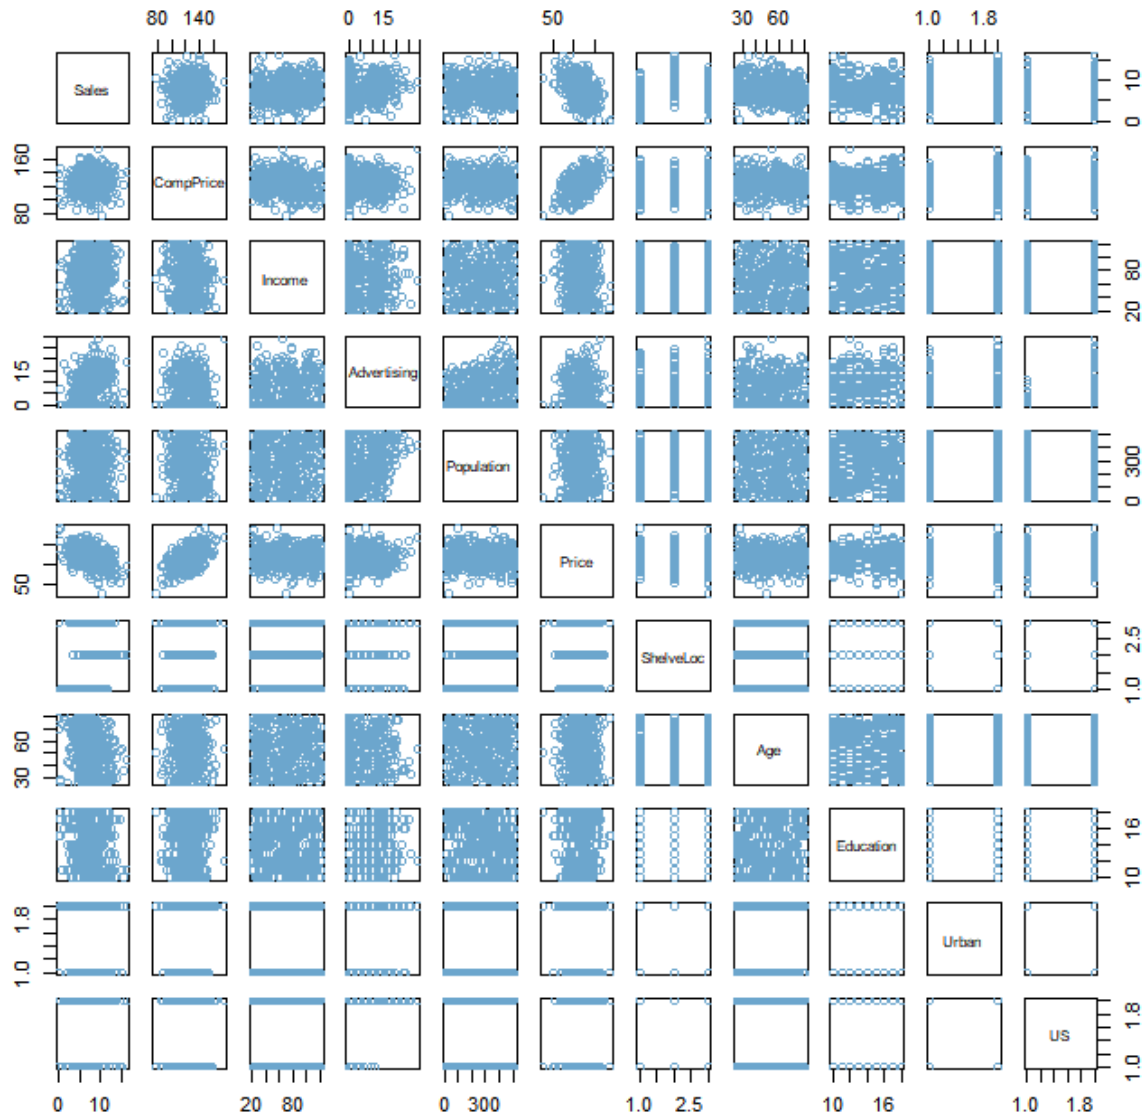 80 140 0 15 50 30 60 1.0 1.8
Sales 0 10
80 160 CompPrice
Income 20 80
0 15 Advertising
Population 0 300
50 Price
ShelveLoc 1.0 2.5
30 60 Age
Education 10 16
1.0 1.8 Urban
US 1.0 1.8
0 10 20 80 0 300 1.0 2.5 10 16 1.0 1.8